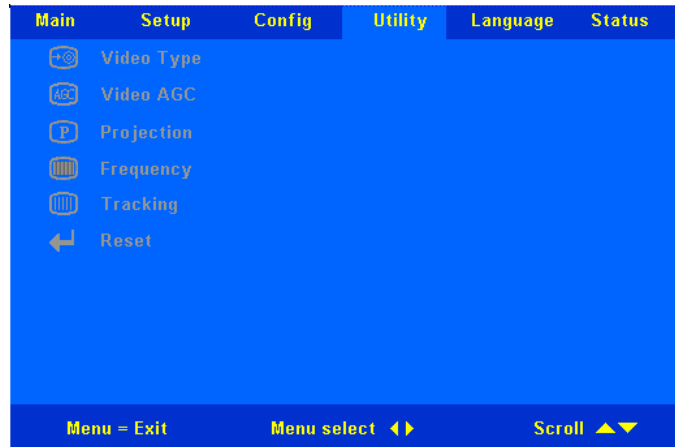 Main Setup Config Utility Language Status
Video Type
AGC Video AGC
P Projection
Frequency
Tracking
Reset
Menu = Exit Menu select Scroll